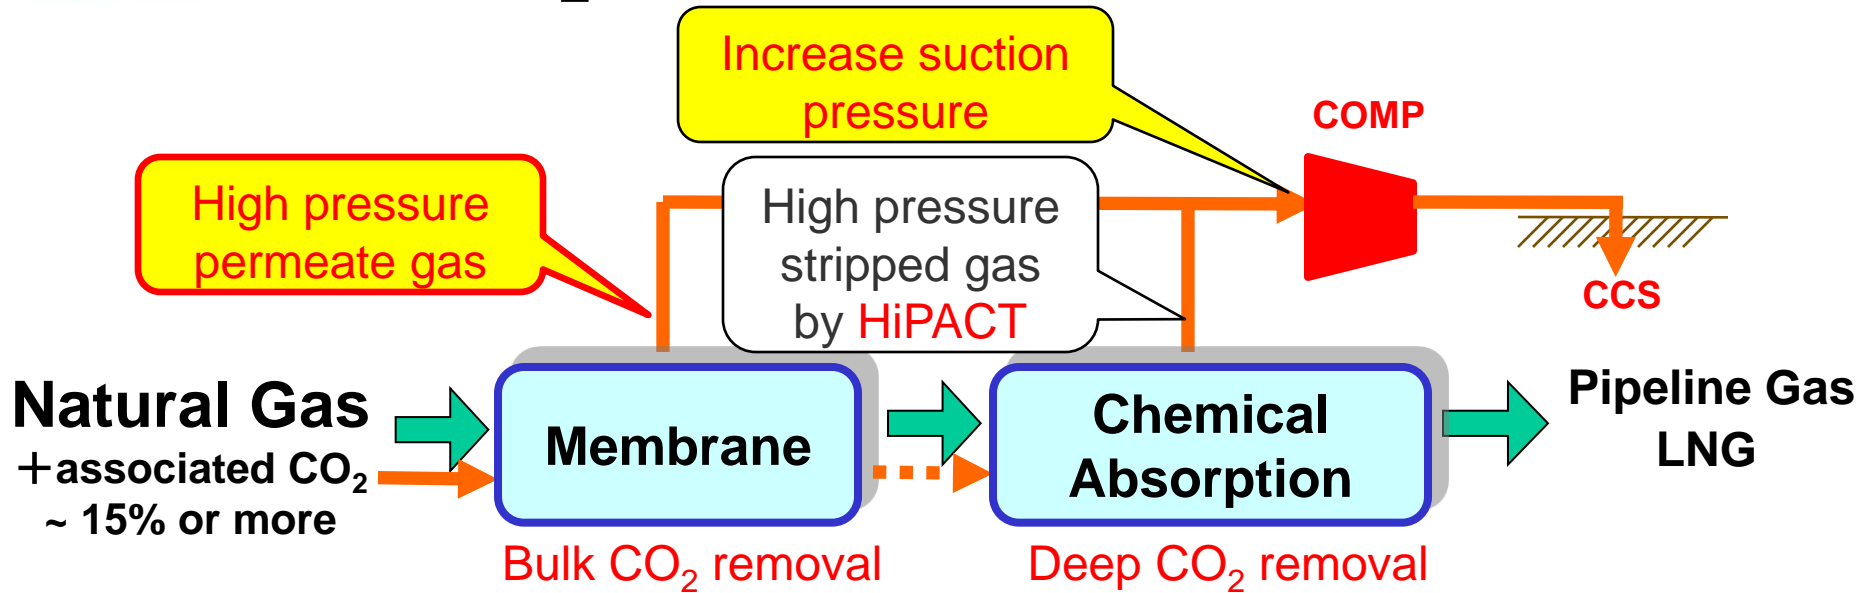 Increase suction
pressure
COMP
High pressure
permeate gas
High pressure
stripped gas
by HiPACT
CCS
Natural Gas
+associated CO₂
~ 15% or more
Membrane
Chemical
Absorption
Pipeline Gas
LNG
Bulk CO₂ removal
Deep CO₂ removal